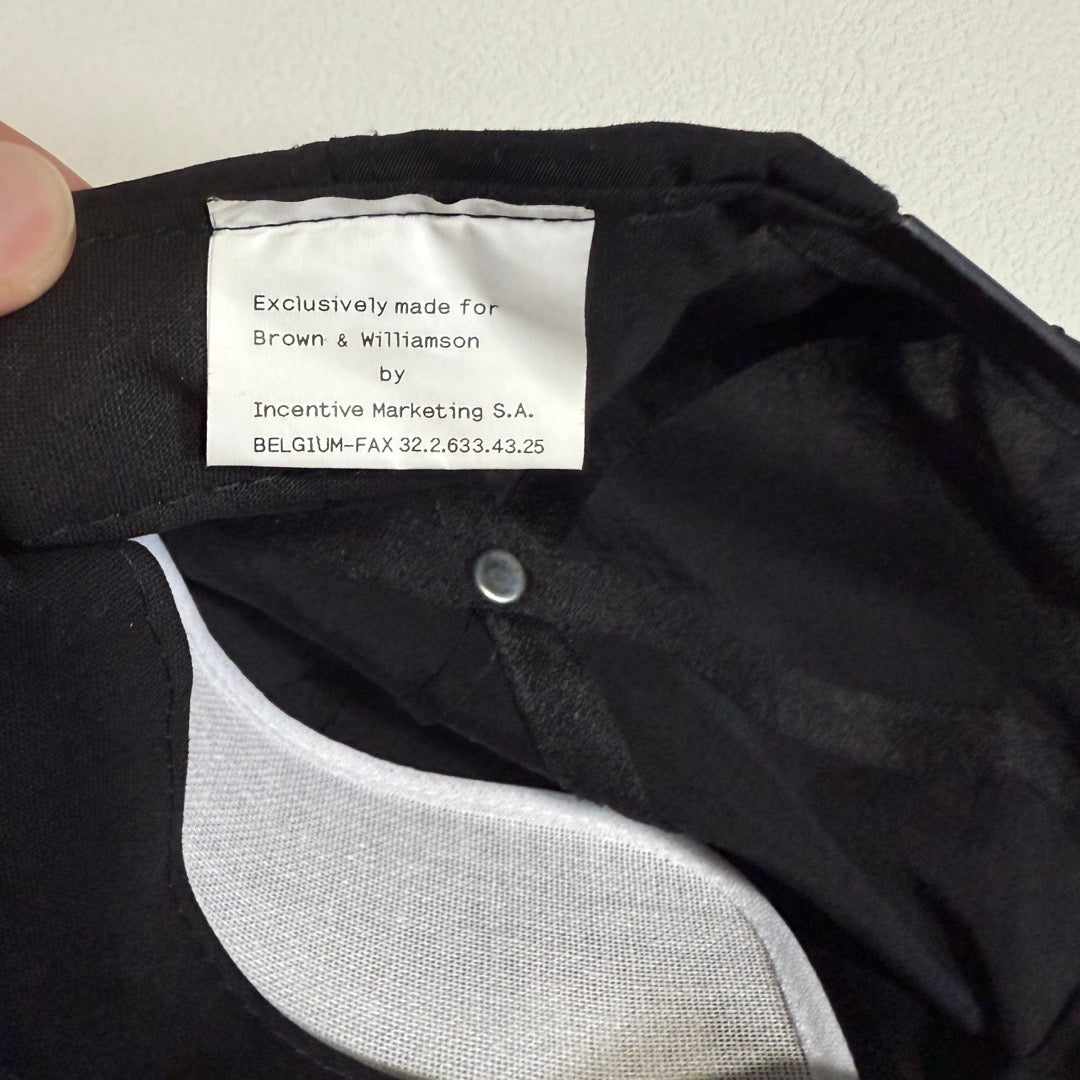 Exclusively made for
Brown & Williamson
by
Incentive Marketing S.A.
BELGIUM-FAX 32.2.633.43.25